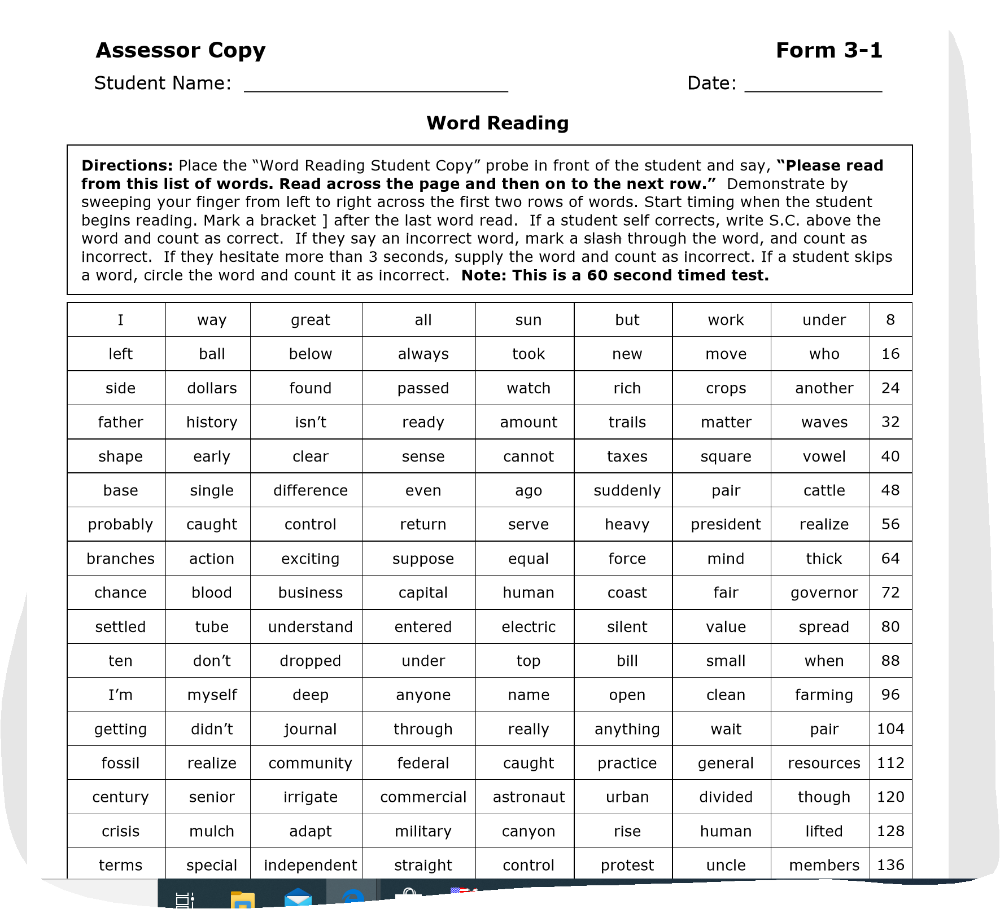 Assessor Copy Form 3-1
Student Name: ____________________________ Date: ______________
Word Reading
Directions: Place the “Word Reading Student Copy” probe in front of the student and say, “Please read
from this list of words. Read across the page and then on to the next row.” Demonstrate by
sweeping your finger from left to right across the first two rows of words. Start timing when the student
begins reading. Mark a bracket ] after the last word read. If a student self corrects, write S.C. above the
word and count as correct. If they say an incorrect word, mark a slash through the word, and count as
incorrect. If they hesitate more than 3 seconds, supply the word and count as incorrect. If a student skips
a word, circle the word and count it as incorrect. Note: This is a 60 second timed test.
I way great all sun but work under 8
left ball below always took new move who 16
side dollars found passed watch rich crops another 24
father history isn’t ready amount trails matter waves 32
shape early clear sense cannot taxes square vowel 40
base single difference even ago suddenly pair cattle 48
probably caught control return serve heavy president realize 56
branches action exciting suppose equal force mind thick 64
chance blood business capital human coast fair governor 72
settled tube understand entered electric silent value spread 80
ten don’t dropped under top bill small when 88
I’m myself deep anyone name open clean farming 96
getting didn’t journal through really anything wait pair 104
fossil realize community federal caught practice general resources 112
century senior irrigate commercial astronaut urban divided though 120
crisis mulch adapt military canyon rise human lifted 128
terms special independent straight control protest uncle members 136